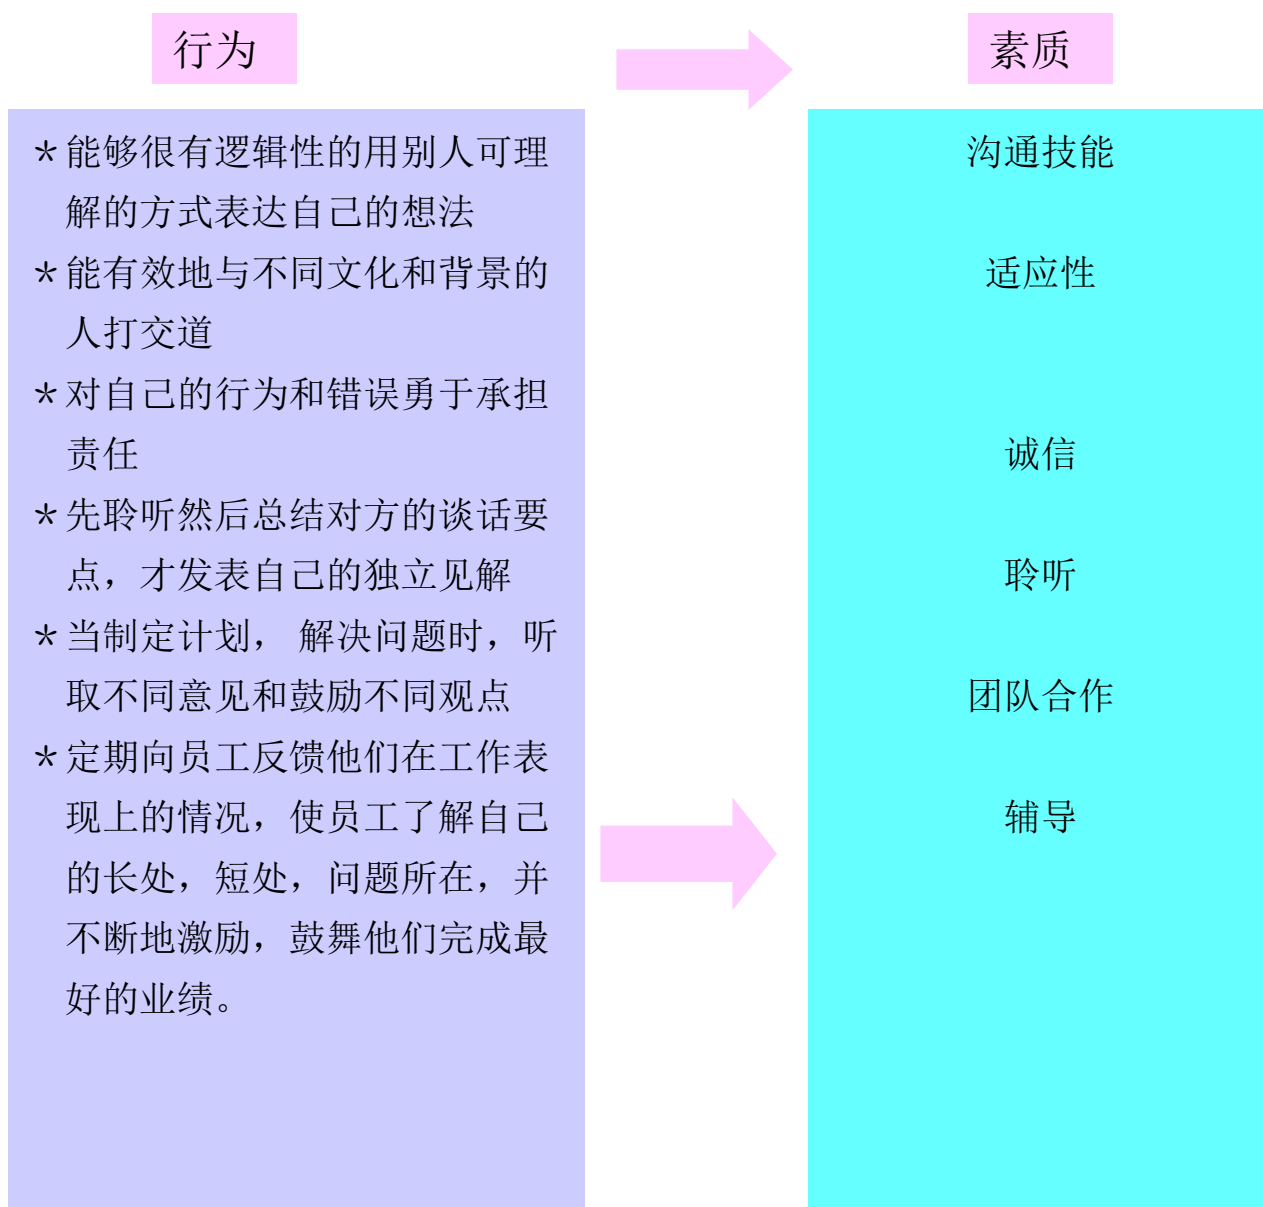 行为
素质
＊能够很有逻辑性的用别人可理
解的方式表达自己的想法
＊能有效地与不同文化和背景的
人打交道
＊对自己的行为和错误勇于承担
责任
＊先聆听然后总结对方的谈话要
点，才发表自己的独立见解
＊当制定计划， 解决问题时，听
取不同意见和鼓励不同观点
＊定期向员工反馈他们在工作表
现上的情况，使员工了解自己
的长处，短处，问题所在，并
不断地激励，鼓舞他们完成最
好的业绩。
沟通技能
适应性
诚信
聆听
团队合作
辅导